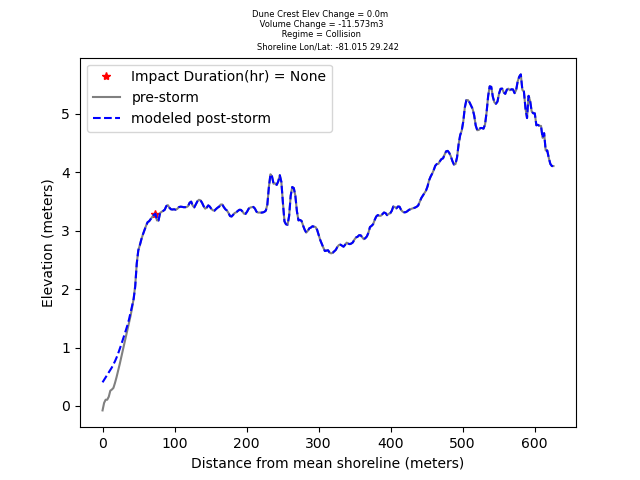 Dune Crest Elev Change = 0.0m
Volume Change = -11.573m3
Regime = Collision
Shoreline Lon/Lat: -81.015 29.242
Impact Duration(hr) = None
pre-storm
modeled post-storm
Elevation (meters)
5
4
3
2
1
0
0 100 200 300 400 500 600
Distance from mean shoreline (meters)